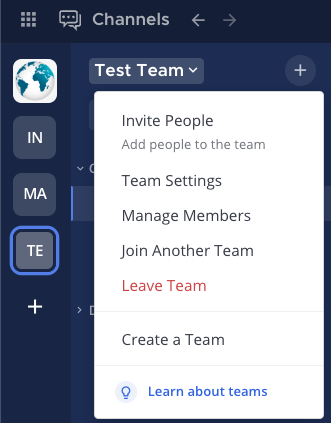 Channels
Test Team
IN
MA
TE
Invite People
Add people to the team
Team Settings
Manage Members
Join Another Team
Leave Team
Create a Team
Learn about teams